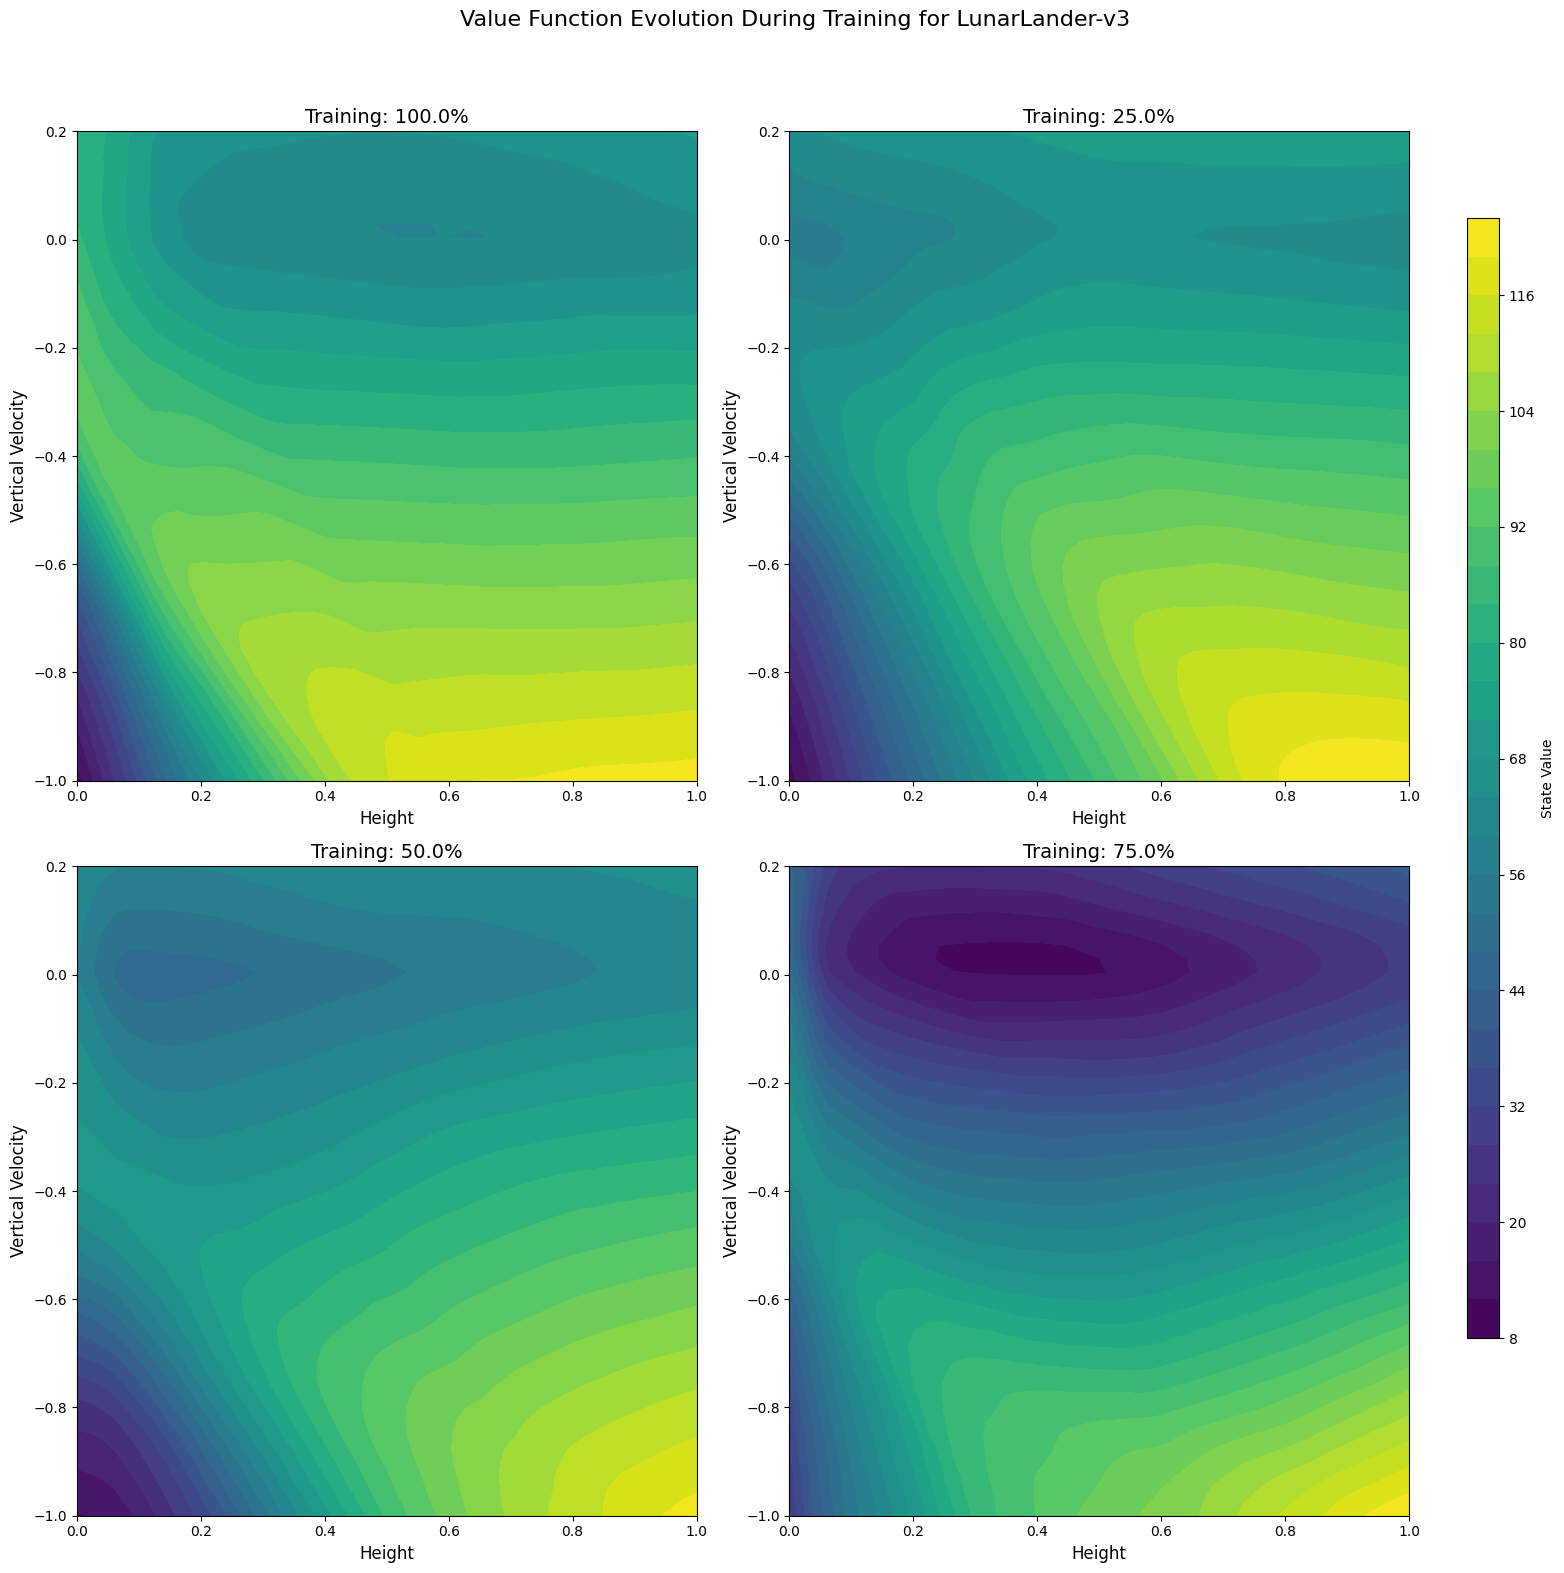 Value Function Evolution During Training for LunarLander-v3
Training: 100.0%
0.2
0.0
−0.2
−0.4
−0.6
−0.8
−1.0
Vertical Velocity
0.0 0.2 0.4 0.6 0.8 1.0
Height
Training: 25.0%
0.2
0.0
−0.2
−0.4
−0.6
−0.8
−1.0
Vertical Velocity
0.0 0.2 0.4 0.6 0.8 1.0
Height
Training: 50.0%
0.2
0.0
−0.2
−0.4
−0.6
−0.8
−1.0
Vertical Velocity
0.0 0.2 0.4 0.6 0.8 1.0
Height
Training: 75.0%
0.2
0.0
−0.2
−0.4
−0.6
−0.8
−1.0
Vertical Velocity
0.0 0.2 0.4 0.6 0.8 1.0
Height
116
104
92
80
68
56
44
32
20
8
State Value